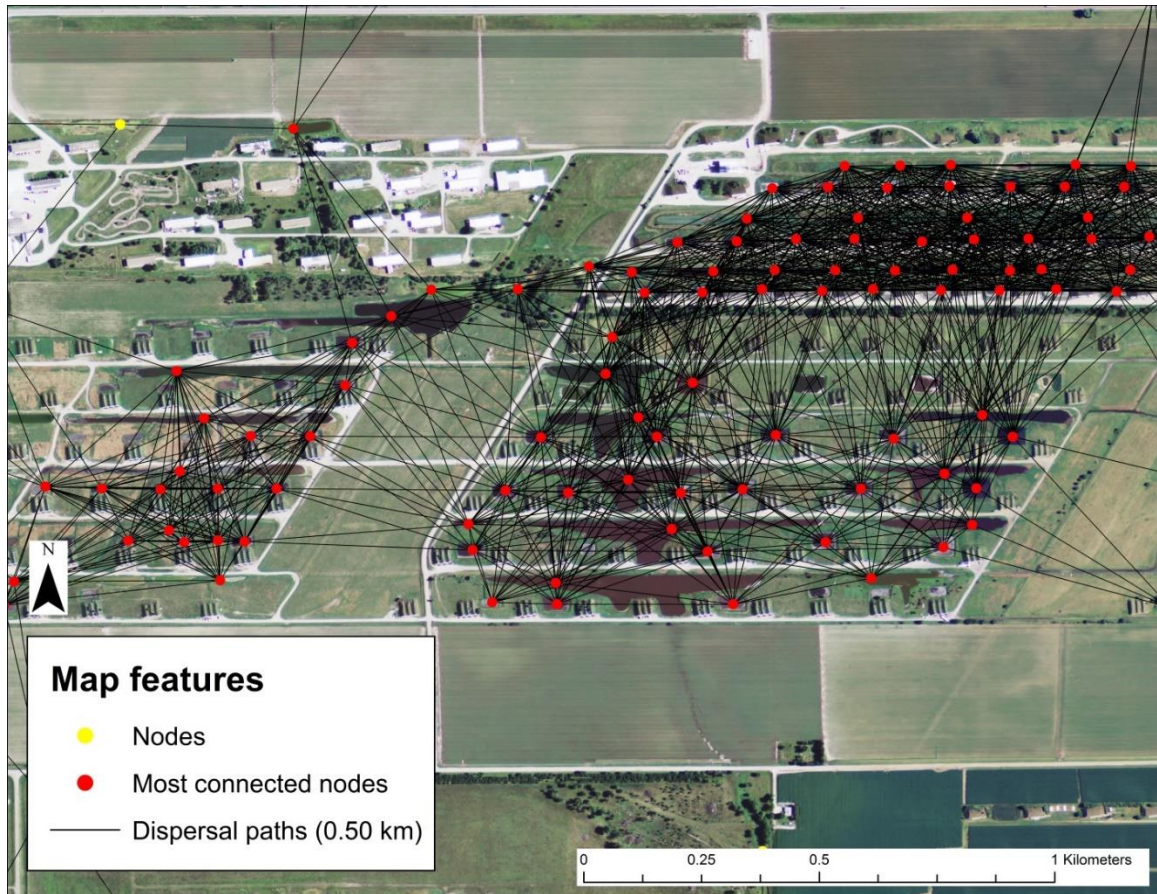 N
Map features
Nodes
Most connected nodes
Dispersal paths (0.50 km)
0 0.25 0.5 1 Kilometers